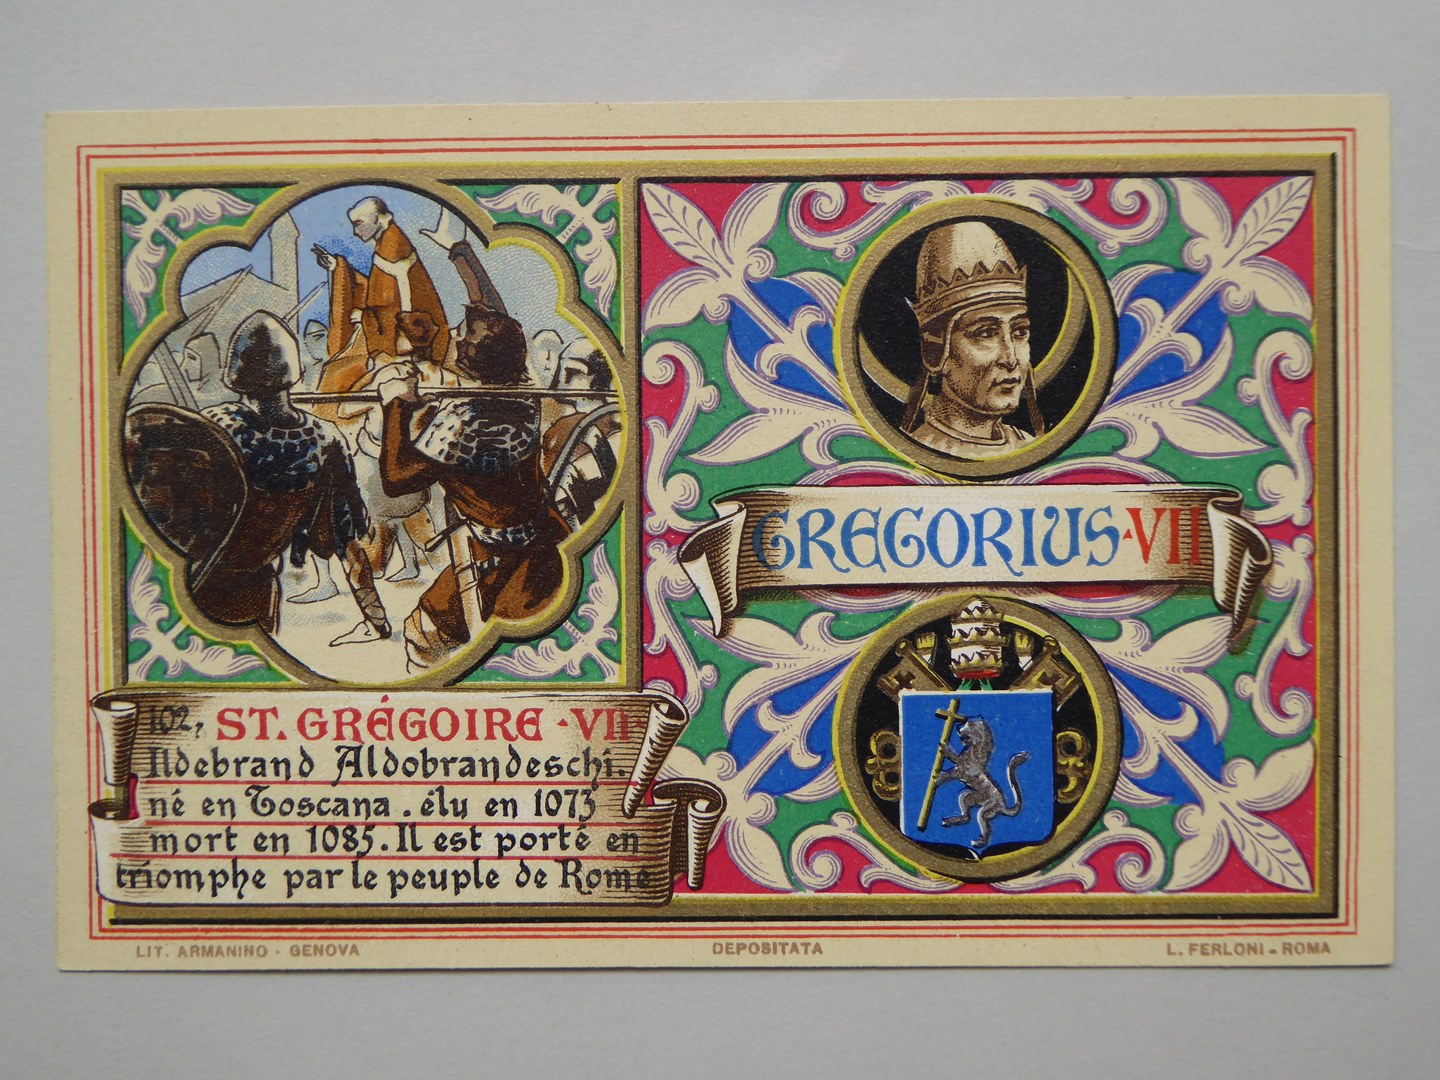 102, ST. GRÉGOIRE · VII ·
Ildebrand Aldobrandeschi.
né en Toscana . élu en 1073
mort en 1085. Il est porté en
triomphe par le peuple de Rome
GREGORIUS · VII
LIT. ARMANINO - GENOVA
DEPOSITATA
L. FERLONI - ROMA